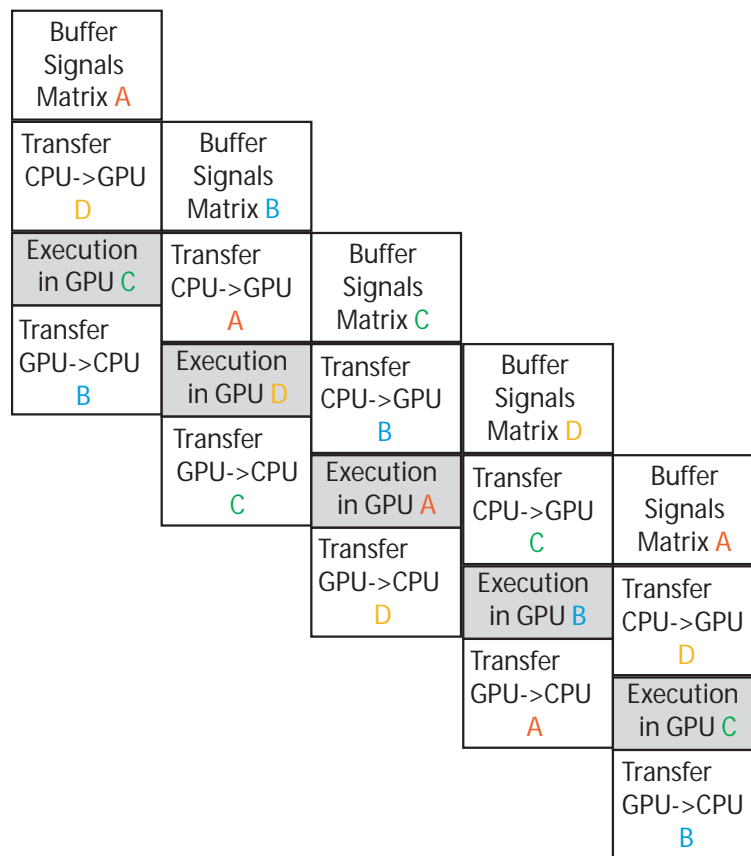 Buffer
Signals
Matrix A
Transfer
CPU->GPU
D
Execution
in GPU C
Transfer
GPU->CPU
B
Buffer
Signals
Matrix B
Transfer
CPU->GPU
A
Execution
in GPU D
Transfer
GPU->CPU
C
Buffer
Signals
Matrix C
Transfer
CPU->GPU
B
Execution
in GPU A
Transfer
GPU->CPU
D
Buffer
Signals
Matrix D
Transfer
CPU->GPU
C
Execution
in GPU B
Transfer
GPU->CPU
A
Buffer
Signals
Matrix A
Transfer
CPU->GPU
D
Execution
in GPU C
Transfer
GPU->CPU
B